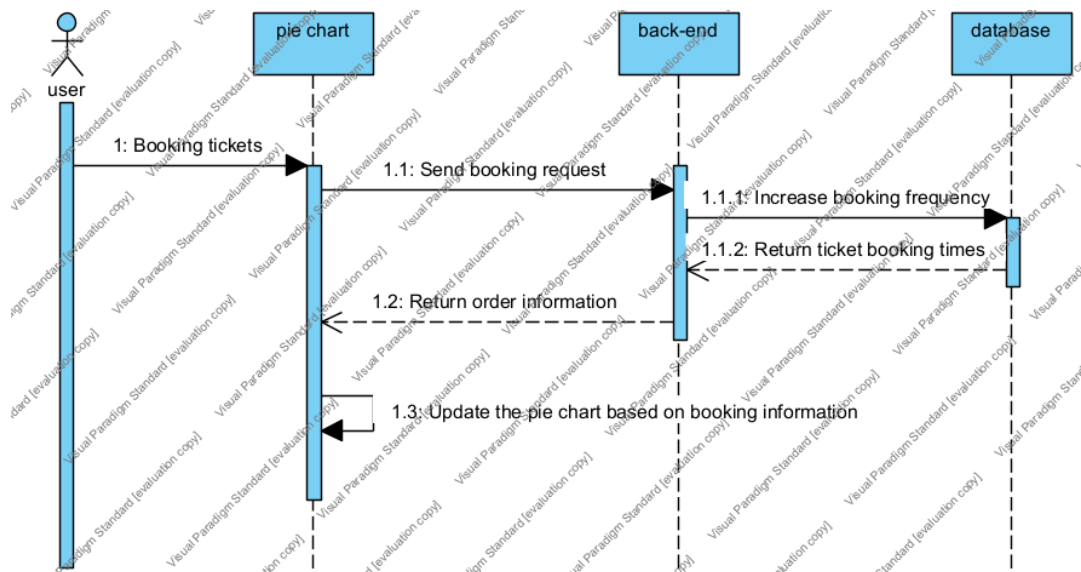 pie chart
back-end
database
user
1: Booking tickets
1.1: Send booking request
1.1.1: Increase booking frequency
1.1.2: Return ticket booking times
1.2: Return order information
1.3: Update the pie chart based on booking information
Visual Paradigm Standard [evaluation copy]